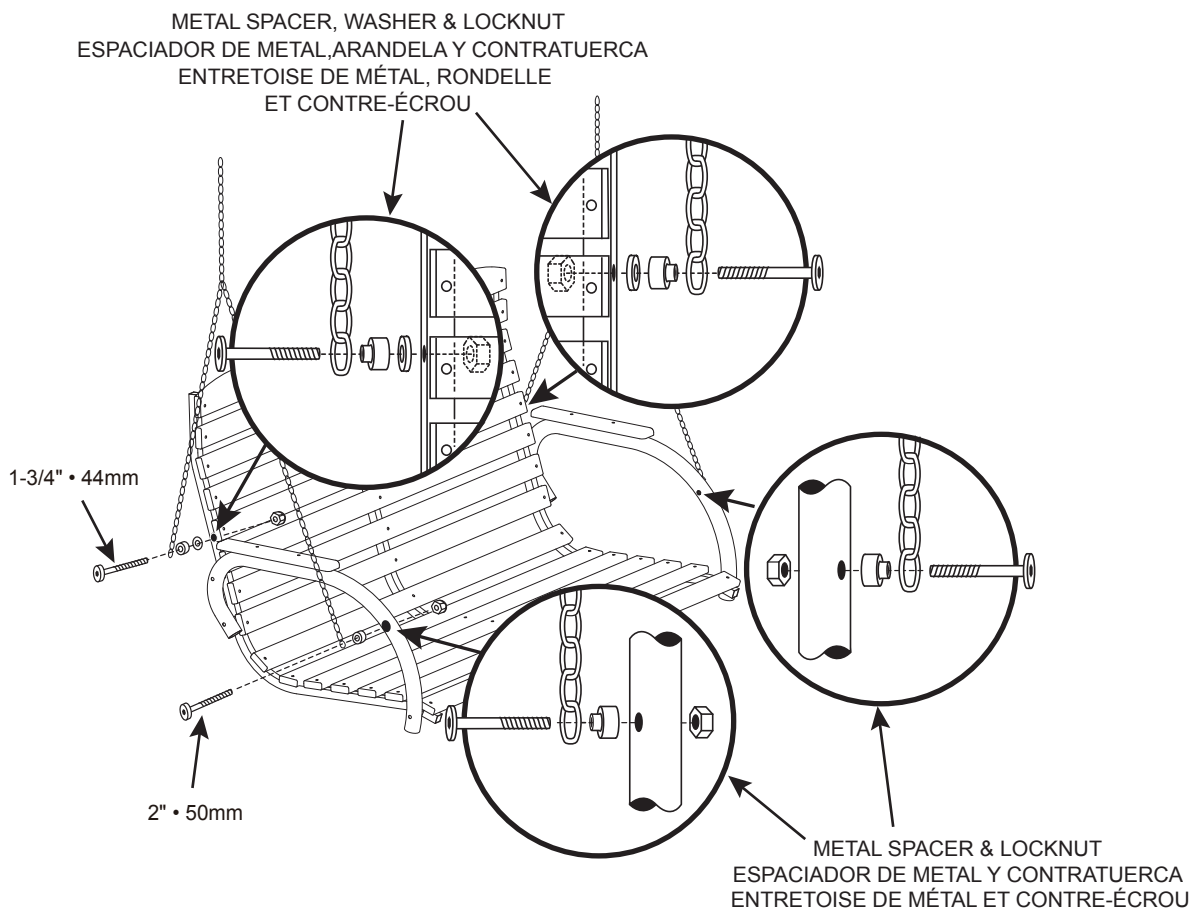 METAL SPACER, WASHER & LOCKNUT
ESPACIADOR DE METAL,ARANDELA Y CONTRATUERCA
ENTRETOISE DE MÉTAL, RONDELLE
ET CONTRE-ÉCROU
1-3/4" • 44mm
2" • 50mm
METAL SPACER & LOCKNUT
ESPACIADOR DE METAL Y CONTRATUERCA
ENTRETOISE DE MÉTAL ET CONTRE-ÉCROU